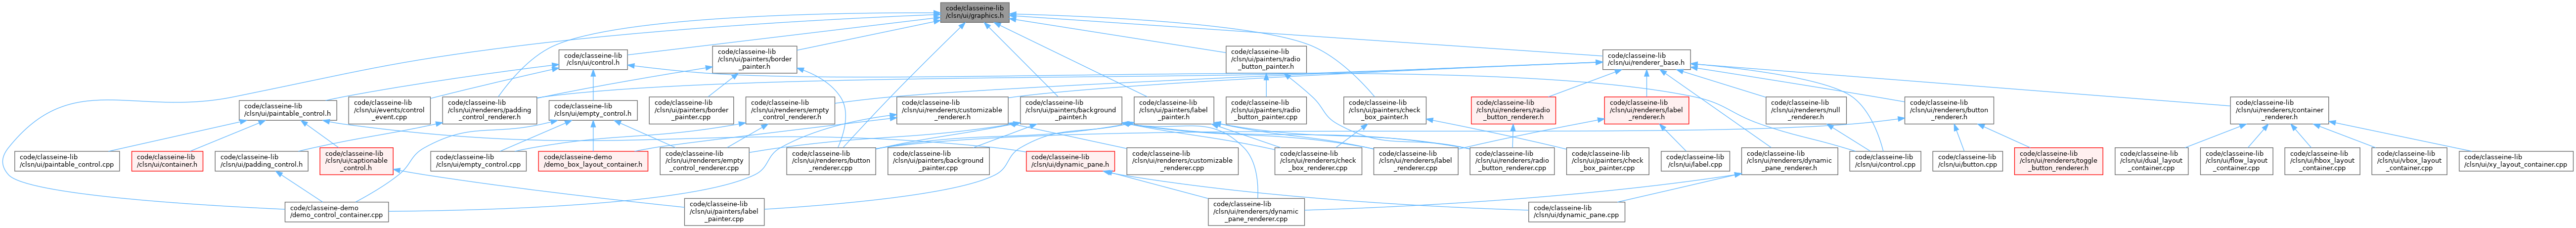 code/classeine-lib
/clsn/ui/graphics.h
code/classeine-lib
/clsn/ui/control.h
code/classeine-lib
/clsn/ui/painters/border
_painter.h
code/classeine-lib
/clsn/ui/painters/radio
_button_painter.h
code/classeine-lib
/clsn/ui/renderer_base.h
code/classeine-lib
/clsn/ui/paintable_control.h
code/classeine-lib
/clsn/ui/events/control
_event.cpp
code/classeine-lib
/clsn/ui/renderers/padding
_control_renderer.h
code/classeine-lib
/clsn/ui/empty_control.h
code/classeine-lib
/clsn/ui/painters/border
_painter.cpp
code/classeine-lib
/clsn/ui/renderers/empty
_control_renderer.h
code/classeine-lib
/clsn/ui/renderers/customizable
_renderer.h
code/classeine-lib
/clsn/ui/painters/background
_painter.h
code/classeine-lib
/clsn/ui/painters/label
_painter.h
code/classeine-lib
/clsn/ui/painters/radio
_button_painter.cpp
code/classeine-lib
/clsn/ui/painters/check
_box_painter.h
code/classeine-lib
/clsn/ui/renderers/radio
_button_renderer.h
code/classeine-lib
/clsn/ui/renderers/label
_renderer.h
code/classeine-lib
/clsn/ui/renderers/null
_renderer.h
code/classeine-lib
/clsn/ui/renderers/button
_renderer.h
code/classeine-lib
/clsn/ui/renderers/container
_renderer.h
code/classeine-lib
/clsn/ui/paintable_control.cpp
code/classeine-lib
/clsn/ui/container.h
code/classeine-lib
/clsn/ui/padding_control.h
code/classeine-lib
/clsn/ui/captionable
_control.h
code/classeine-lib
/clsn/ui/empty_control.cpp
code/classeine-demo
/demo_box_layout_container.h
code/classeine-lib
/clsn/ui/renderers/empty
_control_renderer.cpp
code/classeine-lib
/clsn/ui/renderers/button
_renderer.cpp
code/classeine-lib
/clsn/ui/painters/background
_painter.cpp
code/classeine-lib
/clsn/ui/dynamic_pane.h
code/classeine-lib
/clsn/ui/renderers/customizable
_renderer.cpp
code/classeine-lib
/clsn/ui/renderers/check
_box_renderer.cpp
code/classeine-lib
/clsn/ui/renderers/label
_renderer.cpp
code/classeine-lib
/clsn/ui/renderers/radio
_button_renderer.cpp
code/classeine-lib
/clsn/ui/painters/check
_box_painter.cpp
code/classeine-lib
/clsn/ui/label.cpp
code/classeine-lib
/clsn/ui/renderers/dynamic
_pane_renderer.h
code/classeine-lib
/clsn/ui/control.cpp
code/classeine-lib
/clsn/ui/button.cpp
code/classeine-lib
/clsn/ui/renderers/toggle
_button_renderer.h
code/classeine-lib
/clsn/ui/dual_layout
_container.cpp
code/classeine-lib
/clsn/ui/flow_layout
_container.cpp
code/classeine-lib
/clsn/ui/hbox_layout
_container.cpp
code/classeine-lib
/clsn/ui/vbox_layout
_container.cpp
code/classeine-lib
/clsn/ui/xy_layout_container.cpp
code/classeine-demo
/demo_control_container.cpp
code/classeine-lib
/clsn/ui/painters/label
_painter.cpp
code/classeine-lib
/clsn/ui/renderers/dynamic
_pane_renderer.cpp
code/classeine-lib
/clsn/ui/dynamic_pane.cpp